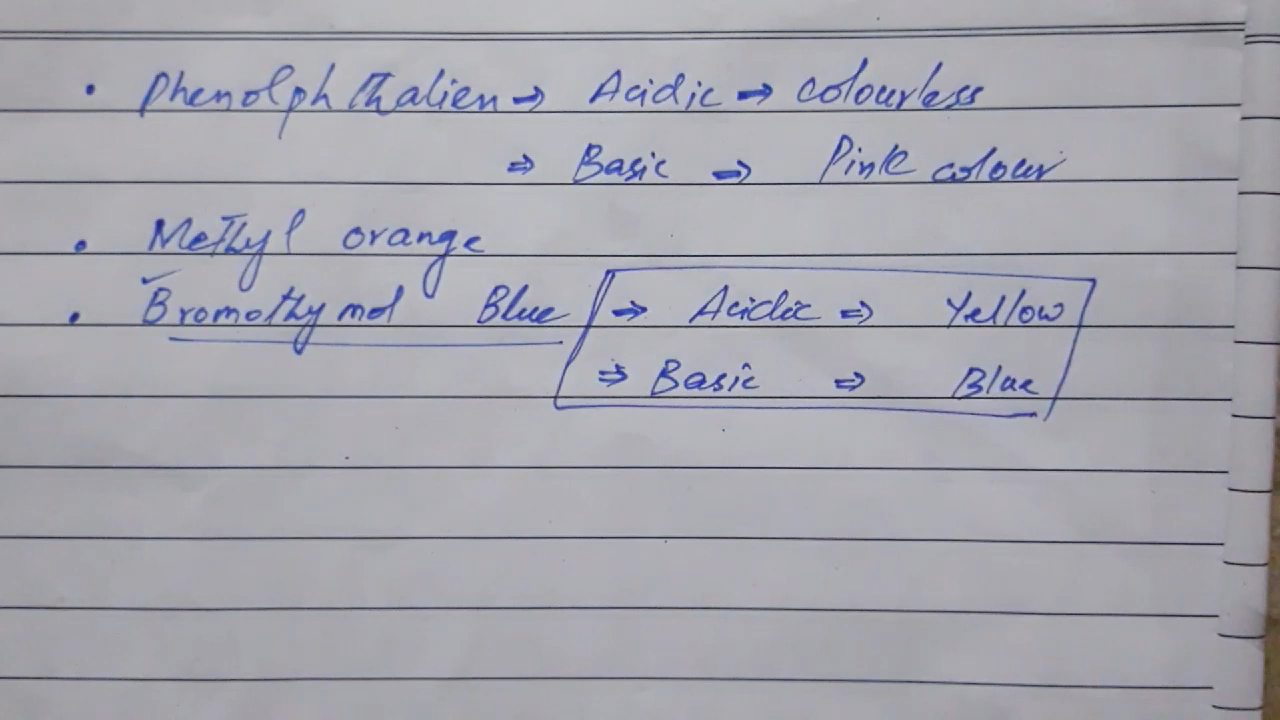 • Phenolphthalien → Acidic → colourless
⇒ Basic ⇒ Pink colour
• Methyl orange
• Bromothymol Blue ⇒ Acidic ⇒ Yellow
⇒ Basic ⇒ Blue